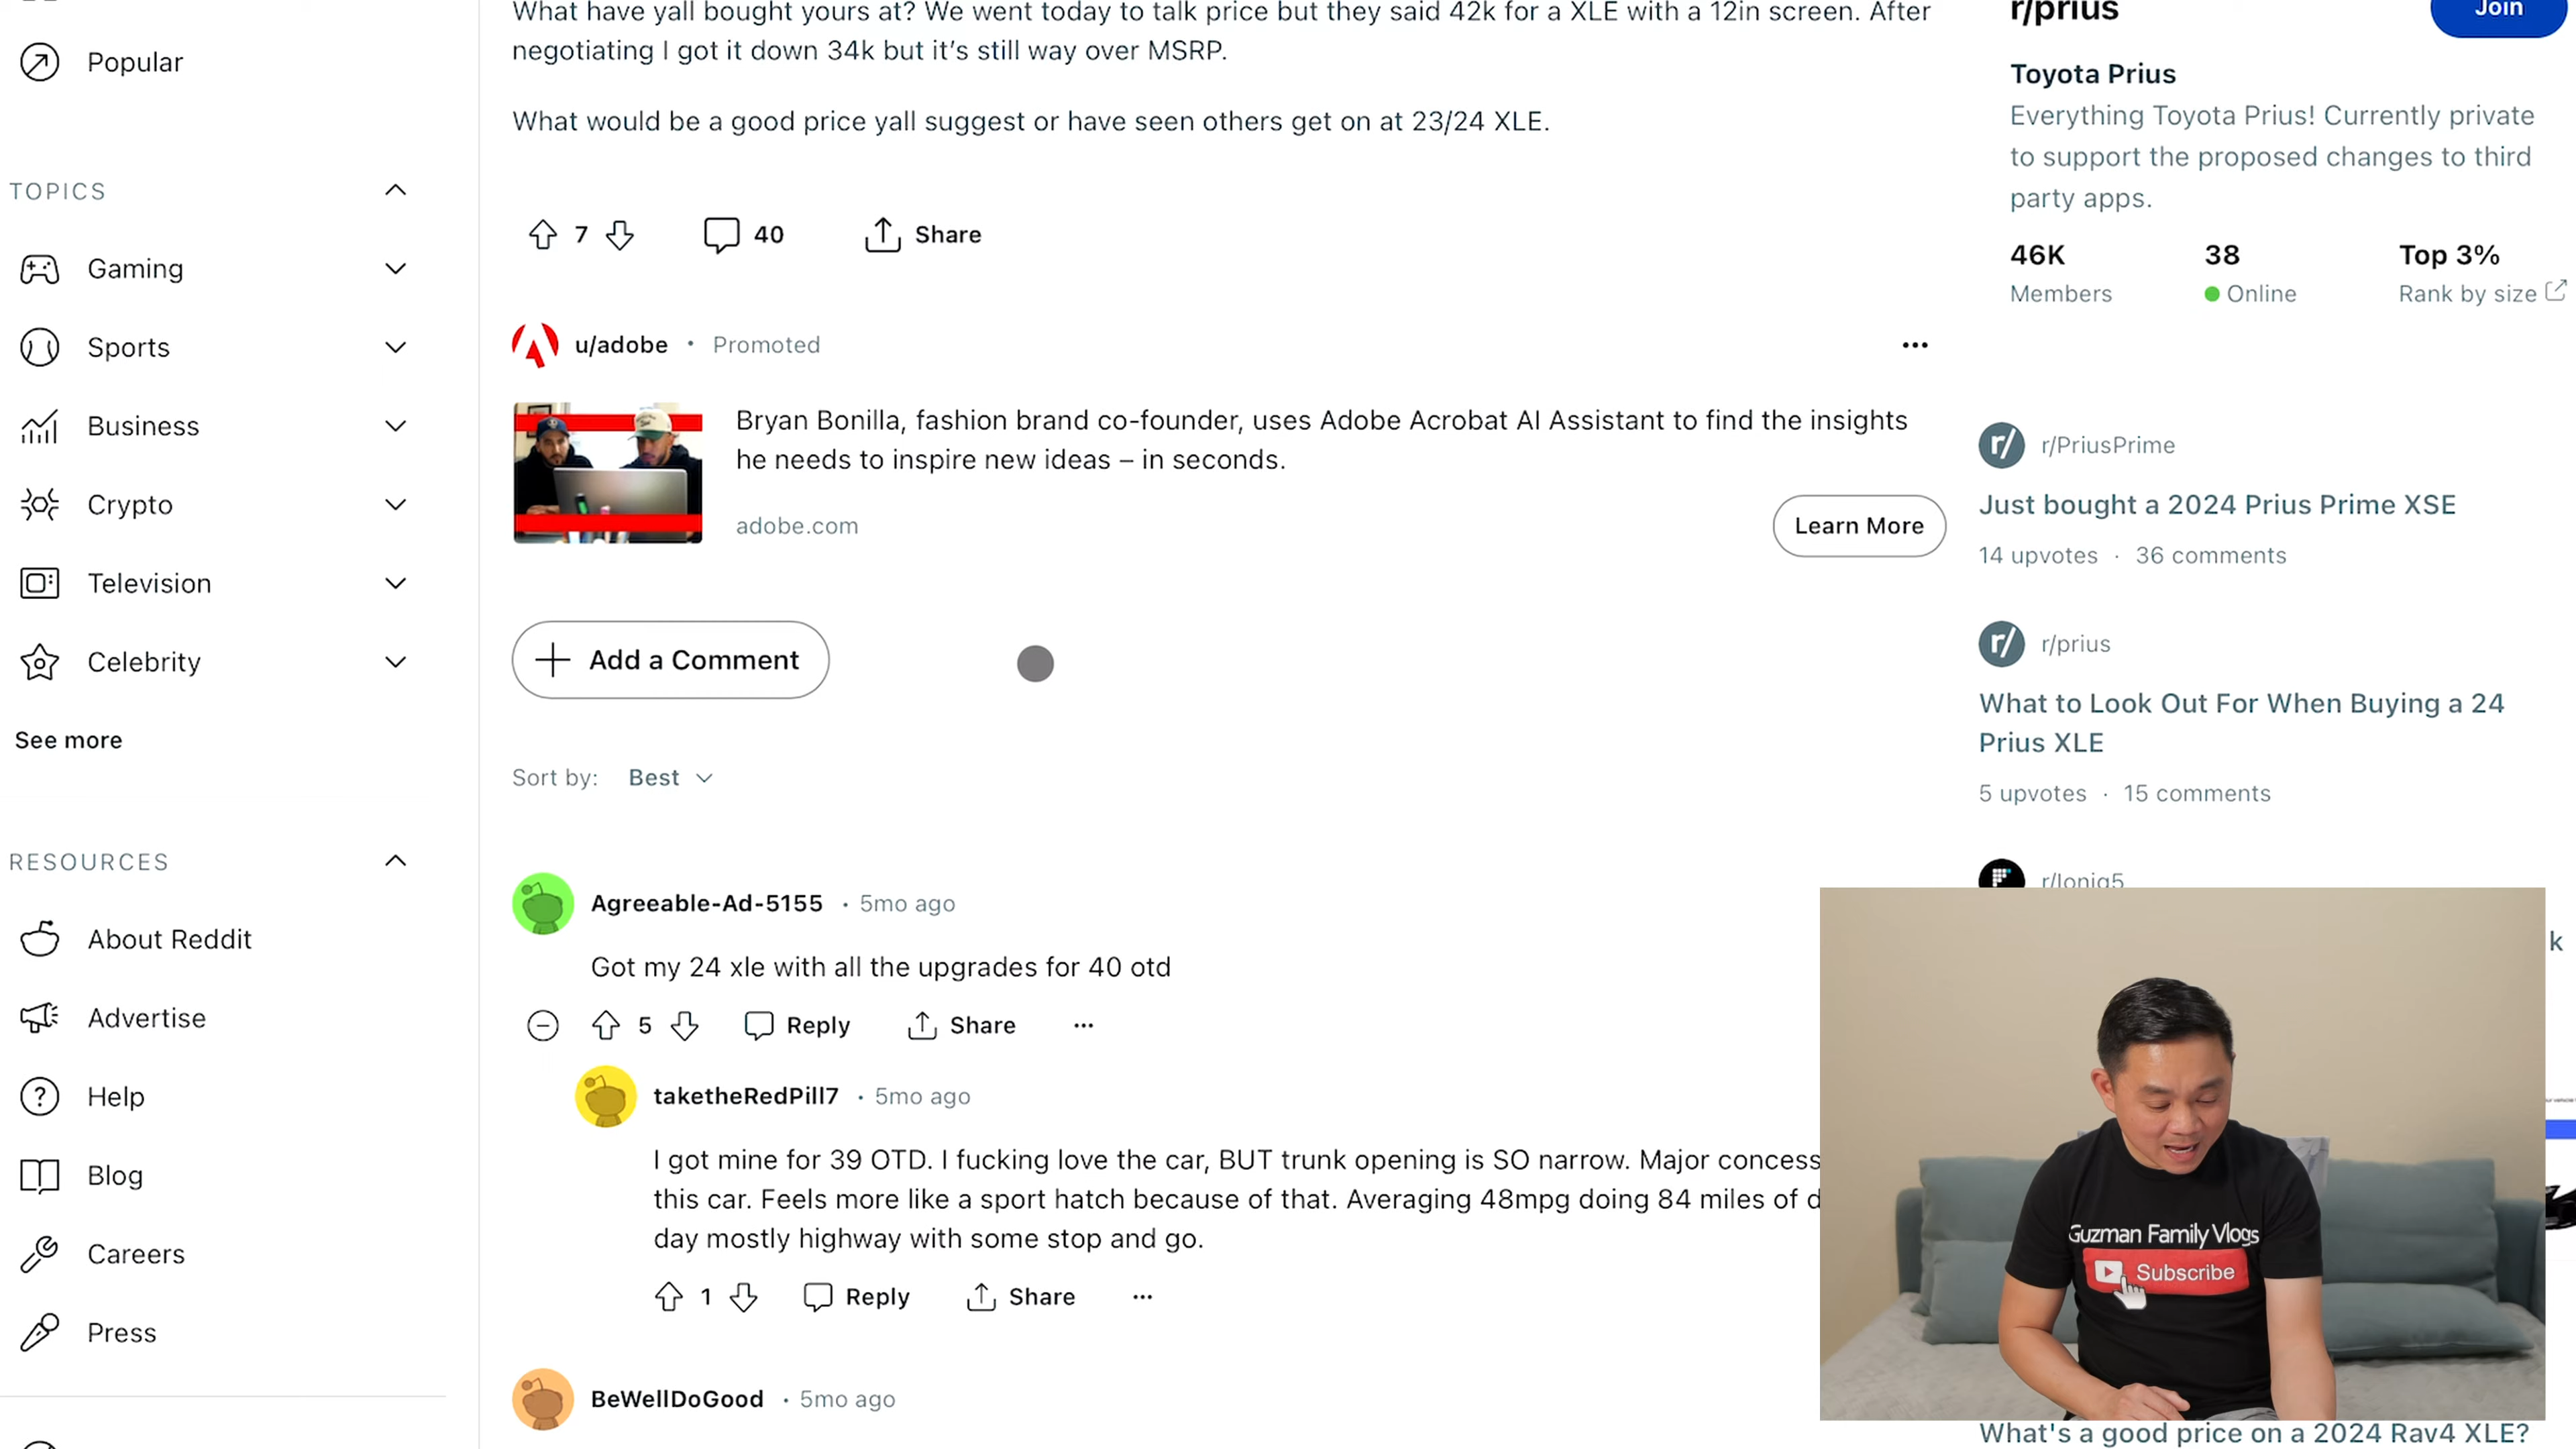 Popular
TOPICS
Gaming
Sports
Business
Crypto
Television
Celebrity
See more
RESOURCES
About Reddit
Advertise
Help
Blog
Careers
Press
What have yall bought yours at? We went today to talk price but they said 42k for a XLE with a 12in screen. After
negotiating I got it down 34k but it’s still way over MSRP.
What would be a good price yall suggest or have seen others get on at 23/24 XLE.
7
40
Share
u/adobe • Promoted
Bryan Bonilla, fashion brand co-founder, uses Adobe Acrobat AI Assistant to find the insights
he needs to inspire new ideas – in seconds.
adobe.com
Learn More
Add a Comment
Sort by: Best
Agreeable-Ad-5155 • 5mo ago
Got my 24 xle with all the upgrades for 40 otd
5 Reply Share
taketheRedPill7 • 5mo ago
I got mine for 39 OTD. I fucking love the car, BUT trunk opening is SO narrow. Major concess
this car. Feels more like a sport hatch because of that. Averaging 48mpg doing 84 miles of d
day mostly highway with some stop and go.
1 Reply Share
BeWellDoGood • 5mo ago
r/prius
Join
Toyota Prius
Everything Toyota Prius! Currently private
to support the proposed changes to third
party apps.
46K 38 Top 3%
Members Online Rank by size
r/PriusPrime
Just bought a 2024 Prius Prime XSE
14 upvotes · 36 comments
r/prius
What to Look Out For When Buying a 24
Prius XLE
5 upvotes · 15 comments
r/Ioniq5
k
Guzman Family Vlogs
Subscribe
What's a good price on a 2024 Rav4 XLE?